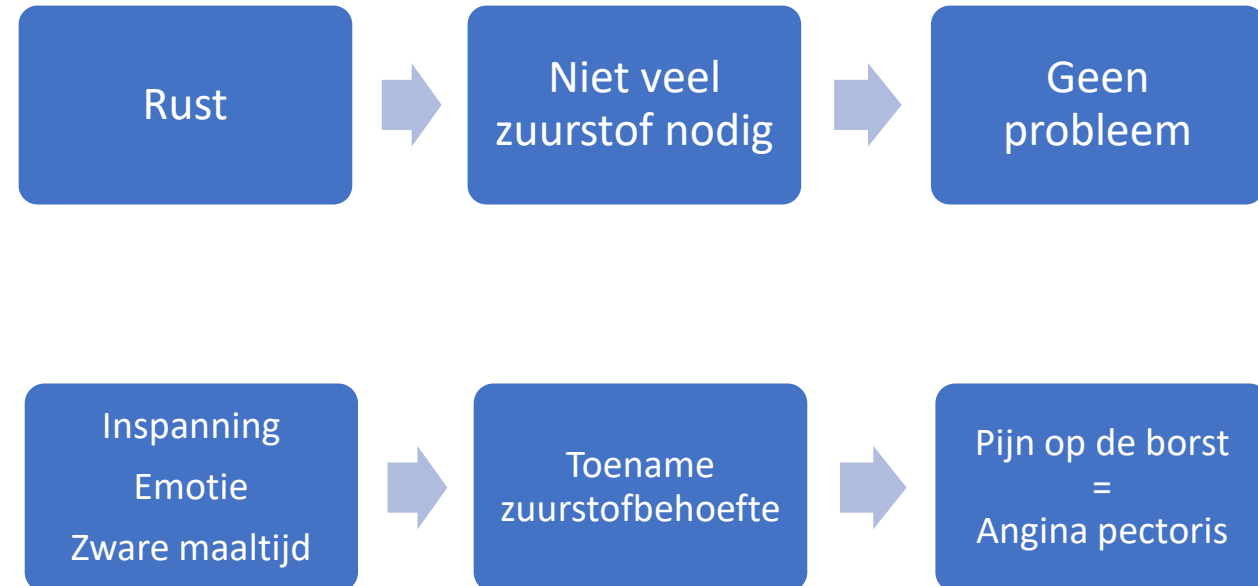 Rust
Niet veel
zuurstof nodig
Geen
probleem
Inspanning
Emotie
Zware maaltijd
Toename
zuurstofbehoefte
Pijn op de borst
=
Angina pectoris